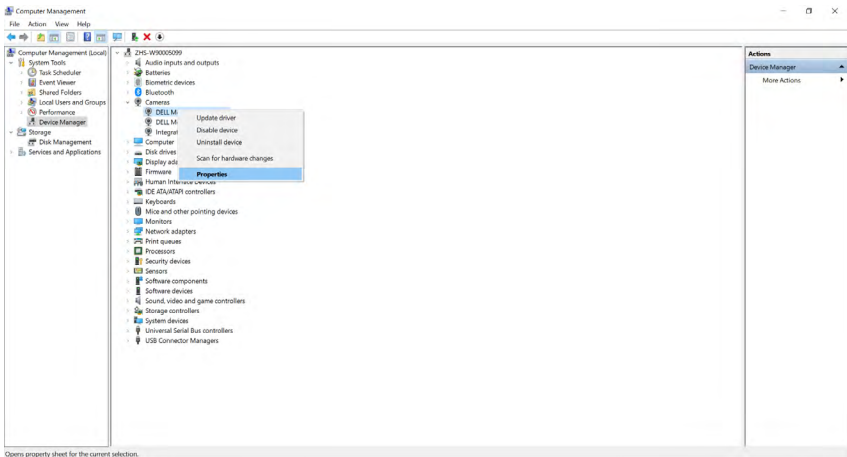 Computer Management
File Action View Help
Computer Management (Local)
System Tools
Task Scheduler
Event Viewer
Shared Folders
Local Users and Groups
Performance
Device Manager
Storage
Disk Management
Services and Applications
ZHS-W90005099
Audio inputs and outputs
Batteries
Biometric devices
Bluetooth
Cameras
DELL M
DELL M
Integrat
Computer
Disk drives
Display ada
Firmware
Human Interface Devices
IDE ATA/ATAPI controllers
Keyboards
Mice and other pointing devices
Monitors
Network adapters
Print queues
Processors
Security devices
Sensors
Software components
Software devices
Sound, video and game controllers
Storage controllers
System devices
Universal Serial Bus controllers
USB Connector Managers
Update driver
Disable device
Uninstall device
Scan for hardware changes
Properties
Actions
Device Manager
More Actions
Opens property sheet for the current selection.